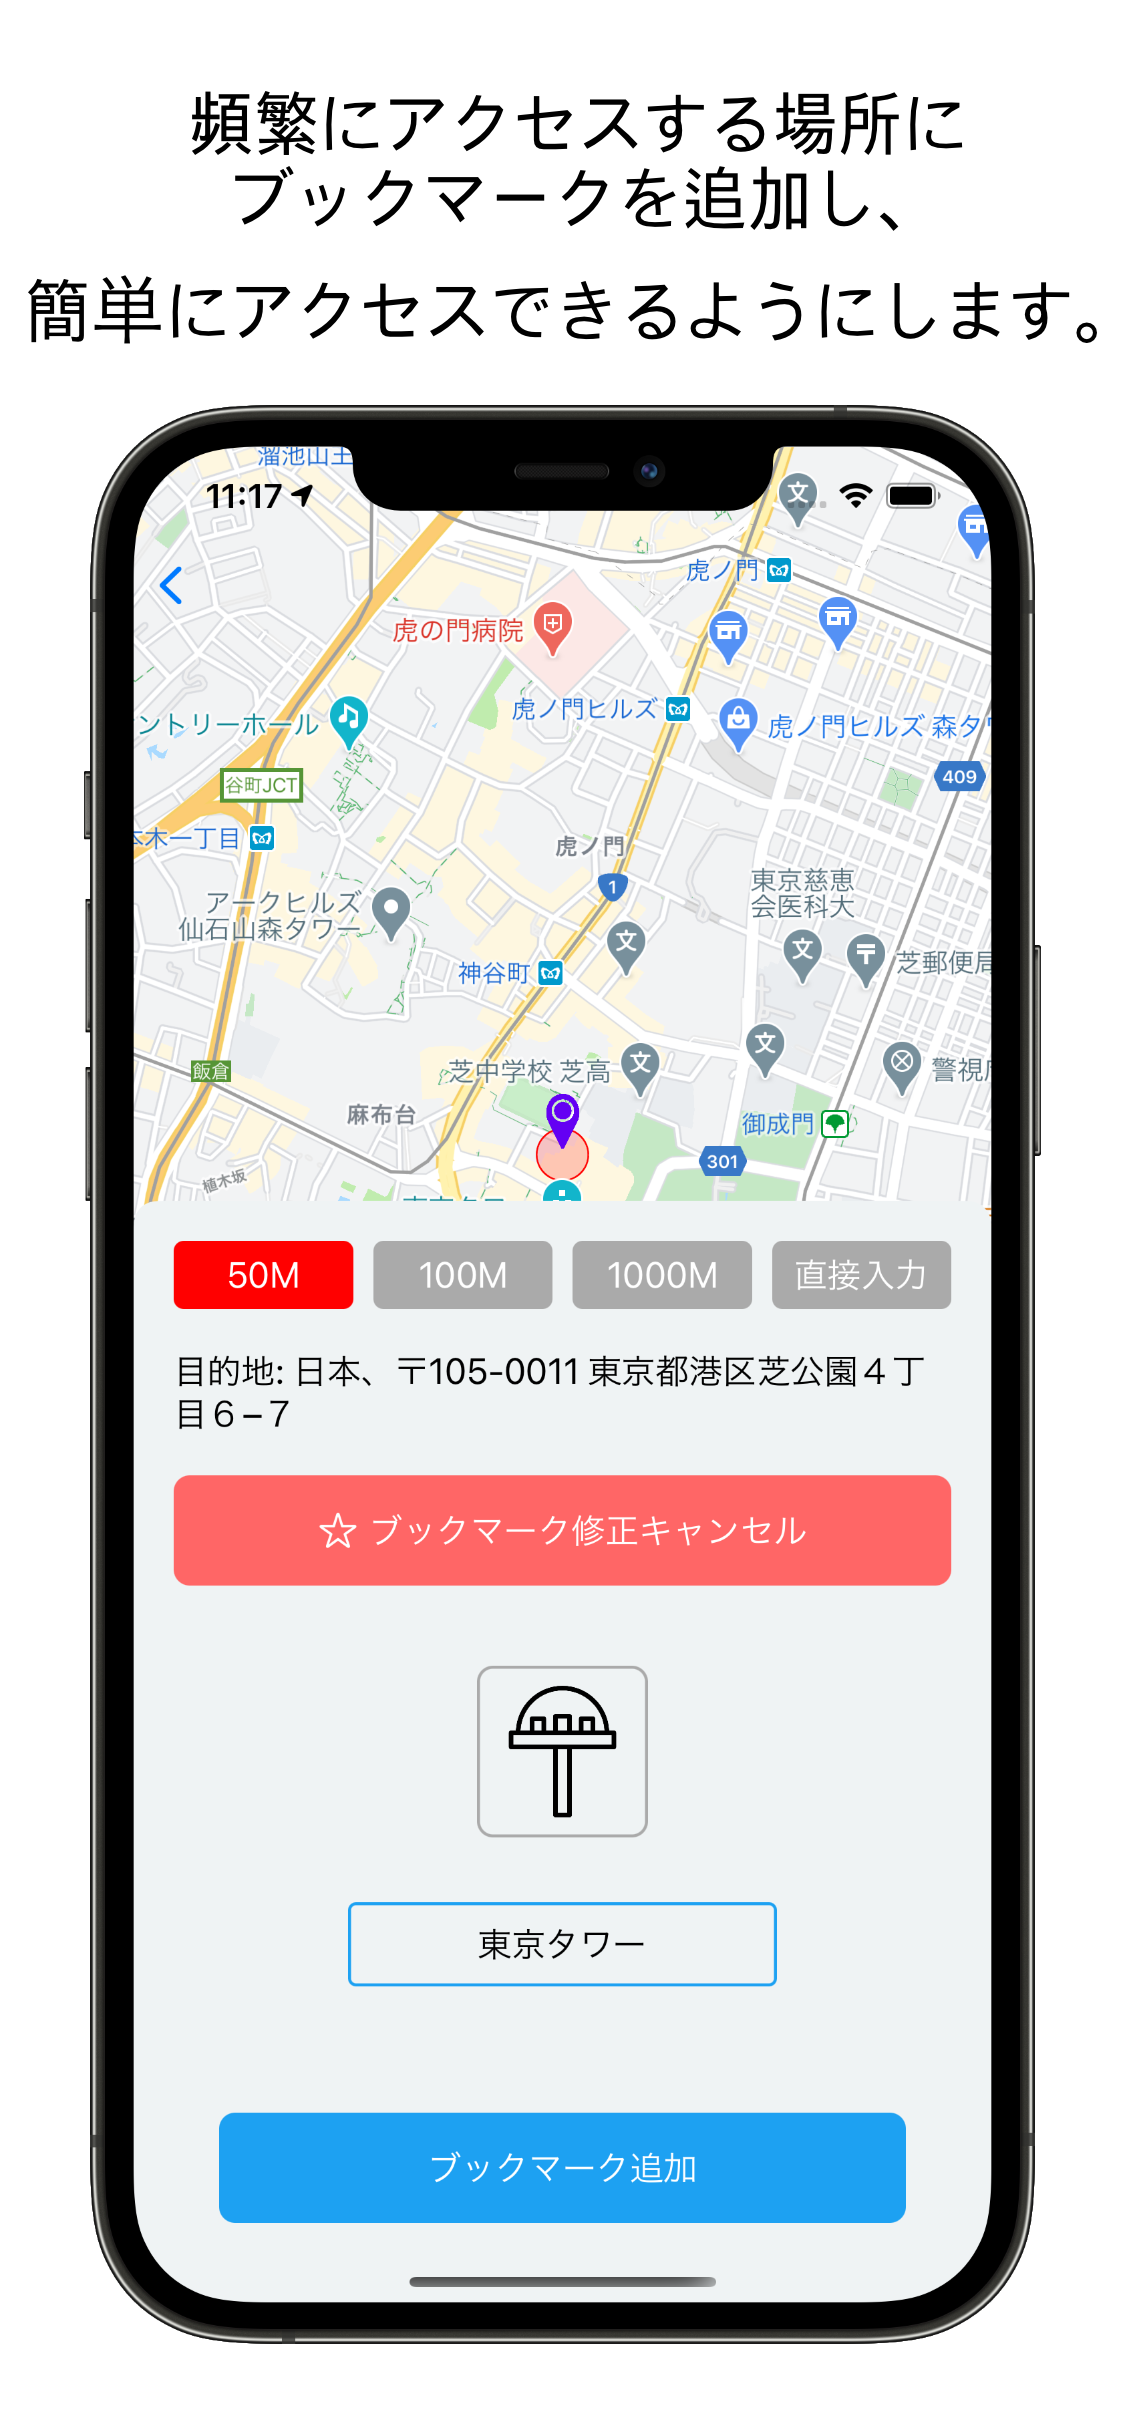 頻繁にアクセスする場所に
ブックマークを追加し、
簡単にアクセスできるようにします。
溜池山王
11:17
文
虎ノ門
虎の門病院
虎ノ門ヒルズ
ントリーホール
虎ノ門ヒルズ 森タ
409
谷町JCT
本木一丁目
虎ノ門
1
東京慈恵
会医科大
アークヒルズ
仙石山森タワー
文
文
芝郵便局
神谷町
文
芝中学校 芝高
文
警視庁
飯倉
麻布台
御成門
301
植木坂
50M
100M
1000M
直接入力
目的地: 日本、〒105-0011 東京都港区芝公園４丁
目６−７
ブックマーク修正キャンセル
東京タワー
ブックマーク追加